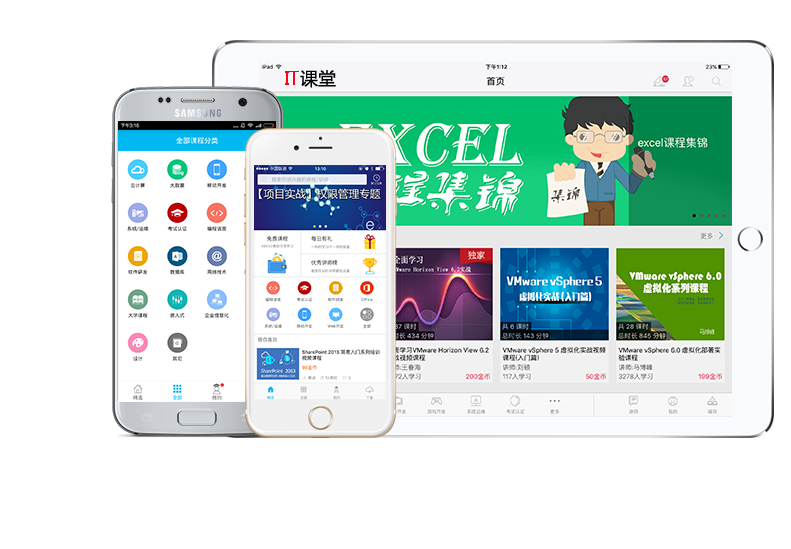 iPad
下午1:12
23%
IT课堂
首页
EXCEL
程集锦
集锦
excel课程集锦
更多
全面学习
VMware Horizon View 6.2实战
独家
37 课时
总时长 434 分钟
VMware vSphere 5
虚拟化实战(入门篇)
共 6 课时
总时长 143 分钟
VMware vSphere 6.0
虚拟化系列课程
马博峰
共 28 课时
总时长 845 分钟
面学习VMware Horizon View 6.2
战视频课程
师:王春海
72人学习
200金币
VMware vSphere 5 虚拟化实战视频
课程(入门篇)
讲师:刘锁
117人学习
50金币
VMware vSphere 6.0 虚拟化部署实
验课程
讲师:马博峰
3278人学习
199金币
开发
游戏开发
系统运维
考试认证
更多
讲师
我的
SAMSUNG
下午3:16
全部课程分类
云计算
大数据
移动开发
系统/运维
考试认证
编程语言
软件研发
数据库
网络技术
大学课程
嵌入式
企业信息化
设计
其它
精选
全部
我的
中国联通
13:10
【项目实战】权限管理专题
免费课程
每日有礼
优秀讲师榜
编程语言
考试认证
软件研发
Office
系统/运维
移动开发
Web开发
全部
猜你喜欢
SharePoint 2013
SharePoint 2013 简易入门系列培训
视频课程
98金币
精选
全部
我的
下载